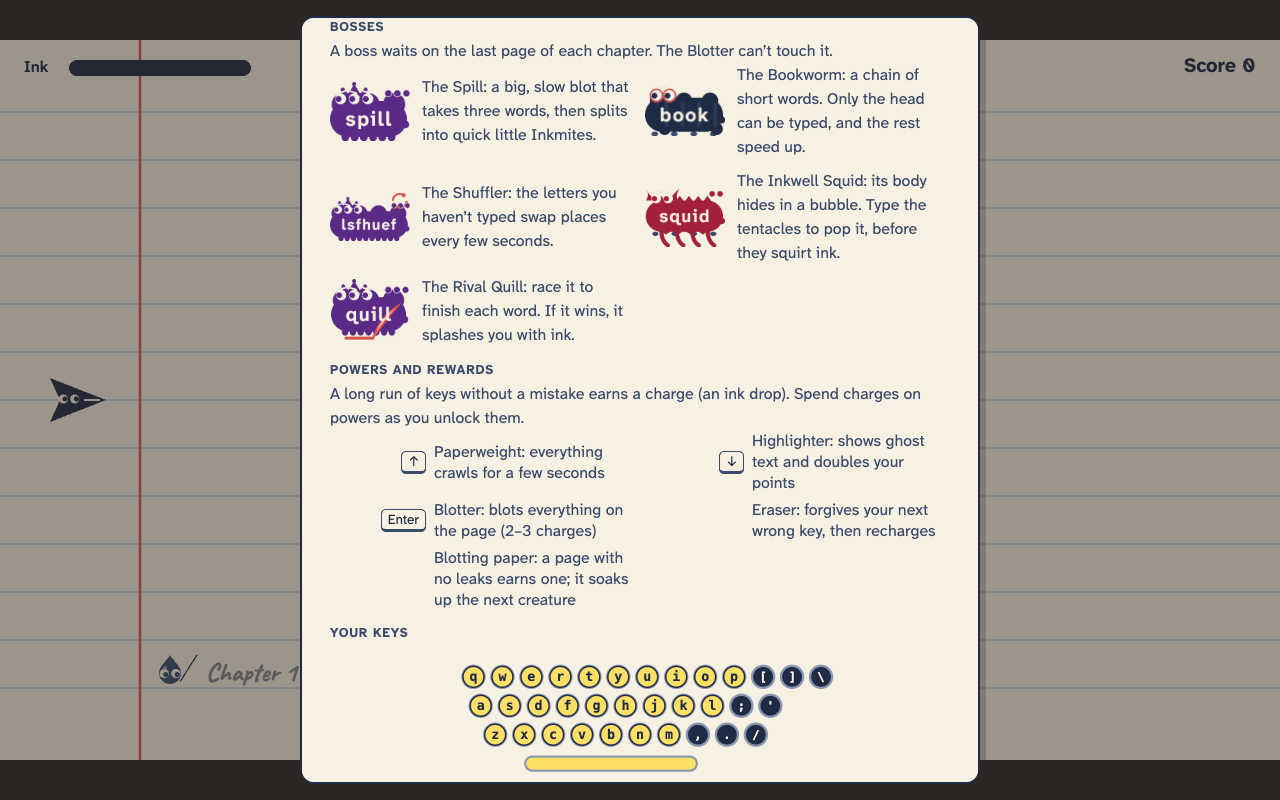 Ink
Score 0
BOSSES
A boss waits on the last page of each chapter. The Blotter can’t touch it.
spill
The Spill: a big, slow blot that
takes three words, then splits
into quick little Inkmites.
book
The Bookworm: a chain of
short words. Only the head
can be typed, and the rest
speed up.
lsfhuef
The Shuffler: the letters you
haven’t typed swap places
every few seconds.
squid
The Inkwell Squid: its body
hides in a bubble. Type the
tentacles to pop it, before
they squirt ink.
quill
The Rival Quill: race it to
finish each word. If it wins, it
splashes you with ink.
POWERS AND REWARDS
A long run of keys without a mistake earns a charge (an ink drop). Spend charges on
powers as you unlock them.
↑
Paperweight: everything
crawls for a few seconds
↓
Highlighter: shows ghost
text and doubles your
points
Enter
Blotter: blots everything on
the page (2–3 charges)
Eraser: forgives your next
wrong key, then recharges
Blotting paper: a page with
no leaks earns one; it soaks
up the next creature
YOUR KEYS
q w e r t y u i o p [ ] \
a s d f g h j k l ; '
z x c v b n m , . /
Chapter 1